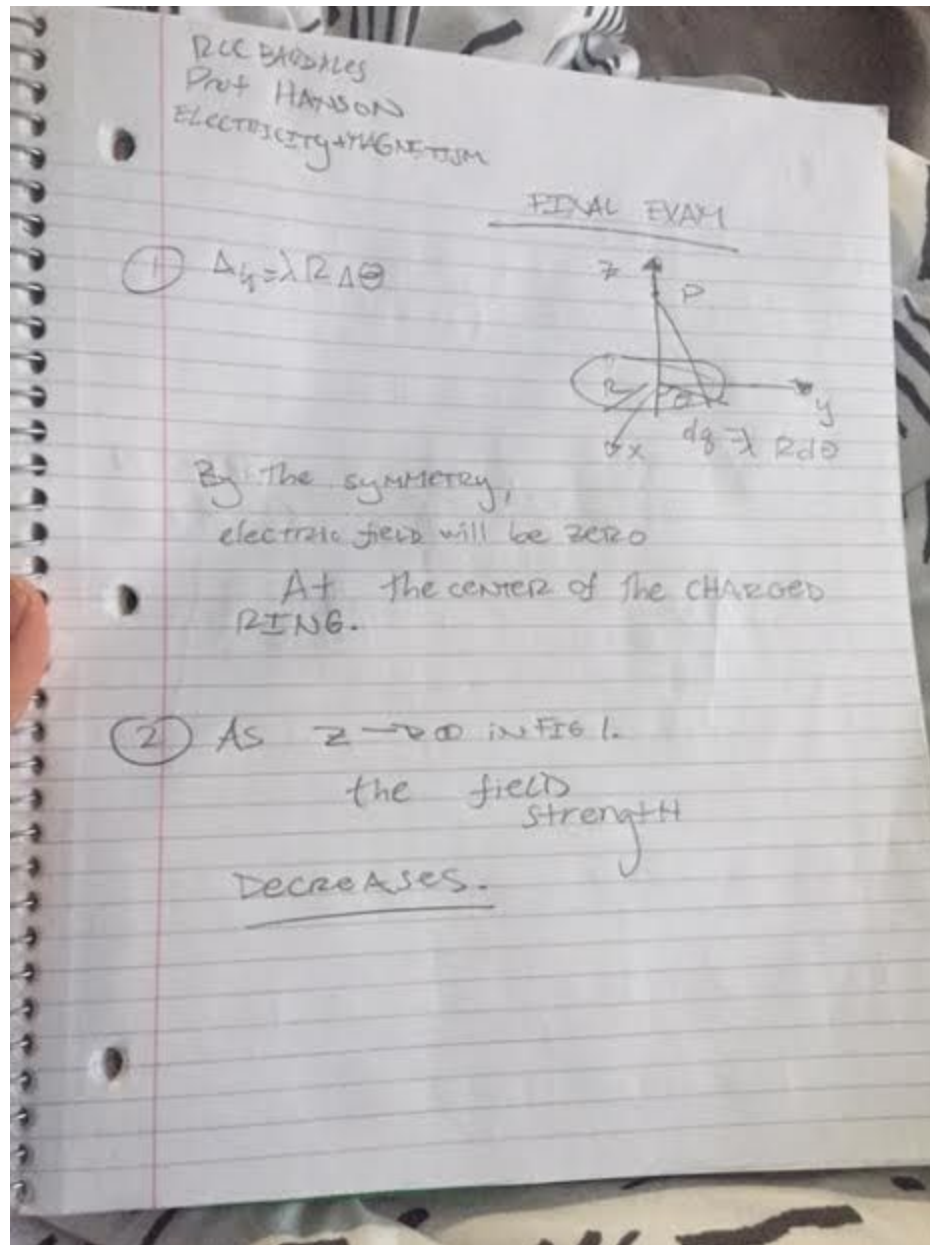 Prof HANSON
ELECTRICITY+MAGNETISM
FINAL EXAM
① Δq=λRΔΘ
z
P
R
θ
y
x
dq=λ Rdθ
By the SYMMETRY,
electric field will be ZERO
At the center of the CHARGED
RING.
② As z→∞ in FIG 1.
the field
strength
Decreases.